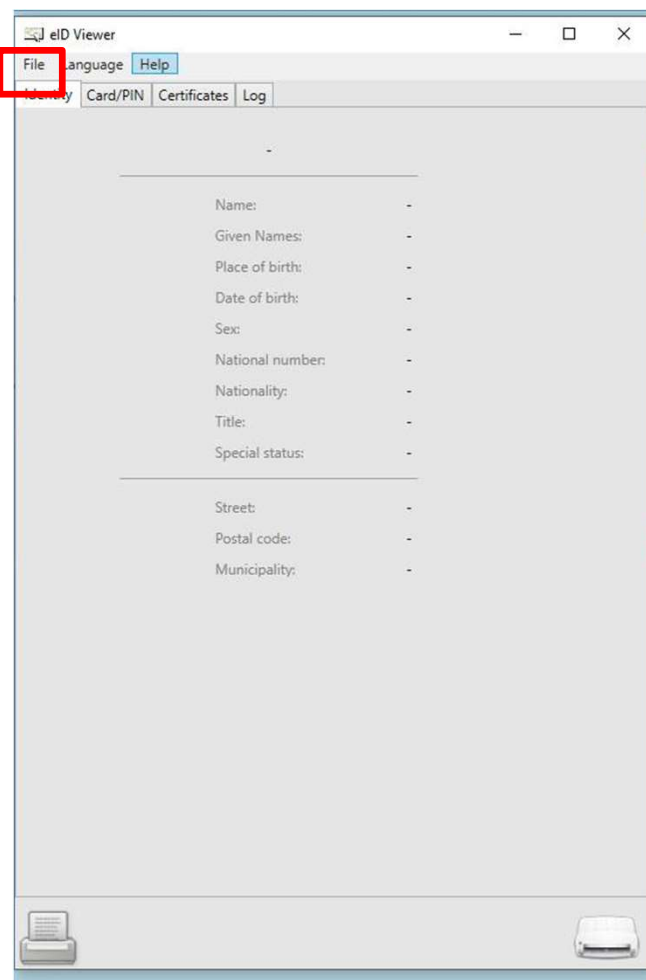 eID Viewer
File Language Help
Identity Card/PIN Certificates Log
-
Name: -
Given Names: -
Place of birth: -
Date of birth: -
Sex: -
National number: -
Nationality: -
Title: -
Special status: -
Street: -
Postal code: -
Municipality: -